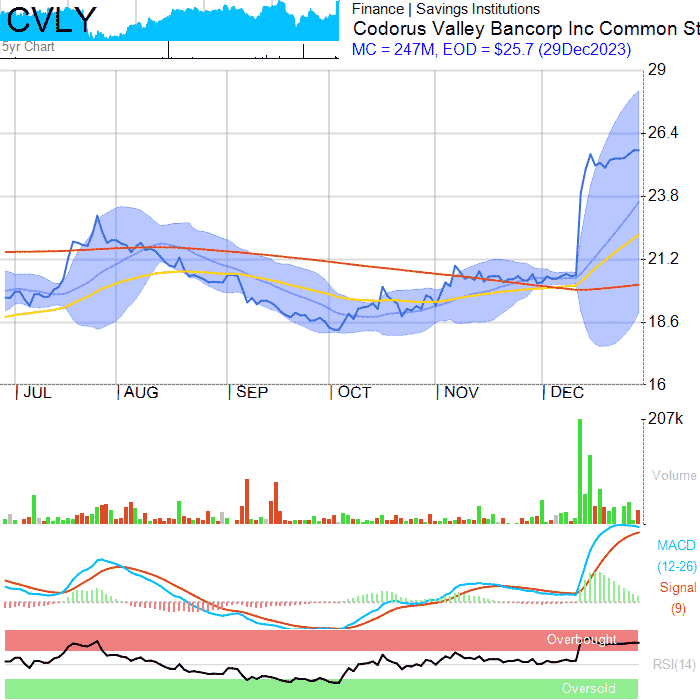 CVLY
5yr Chart
Finance | Savings Institutions
Codorus Valley Bancorp Inc Common St
MC = 247M, EOD = $25.7 (29Dec2023)
29
26.4
23.8
21.2
18.6
16
JUL AUG SEP OCT NOV DEC
207k
Volume
MACD
(12-26)
Signal
(9)
Overbought
RSI(14)
Oversold